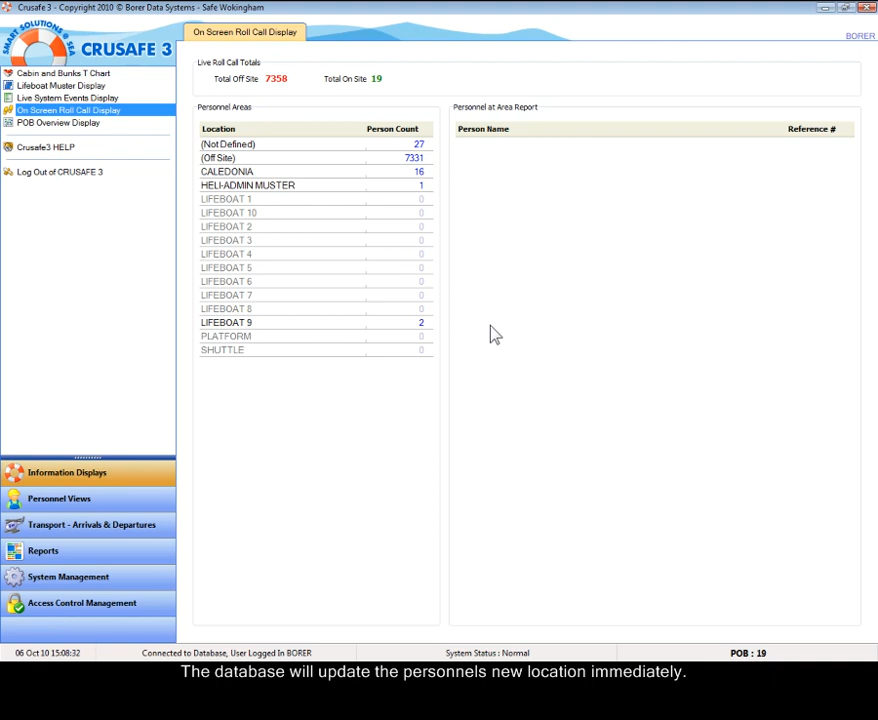 Crusafe 3 - Copyright 2010 © Borer Data Systems - Safe Wokingham
SMART SOLUTIONS @ SEA
CRUSAFE 3
On Screen Roll Call Display
BORER
Cabin and Bunks T Chart
Lifeboat Muster Display
Live System Events Display
On Screen Roll Call Display
POB Overview Display
Crusafe3 HELP
Log Out of CRUSAFE 3
Live Roll Call Totals
Total Off Site 7358 Total On Site 19
Personnel Areas
Location Person Count
(Not Defined) 27
(Off Site) 7331
CALEDONIA 16
HELI-ADMIN MUSTER 1
LIFEBOAT 1 0
LIFEBOAT 10 0
LIFEBOAT 2 0
LIFEBOAT 3 0
LIFEBOAT 4 0
LIFEBOAT 5 0
LIFEBOAT 6 0
LIFEBOAT 7 0
LIFEBOAT 8 0
LIFEBOAT 9 2
PLATFORM 0
SHUTTLE 0
Personnel at Area Report
Person Name Reference #
Information Displays
Personnel Views
Transport - Arrivals & Departures
Reports
System Management
Access Control Management
06 Oct 10 15:08:32 Connected to Database, User Logged In BORER System Status : Normal POB : 19
The database will update the personnels new location immediately.